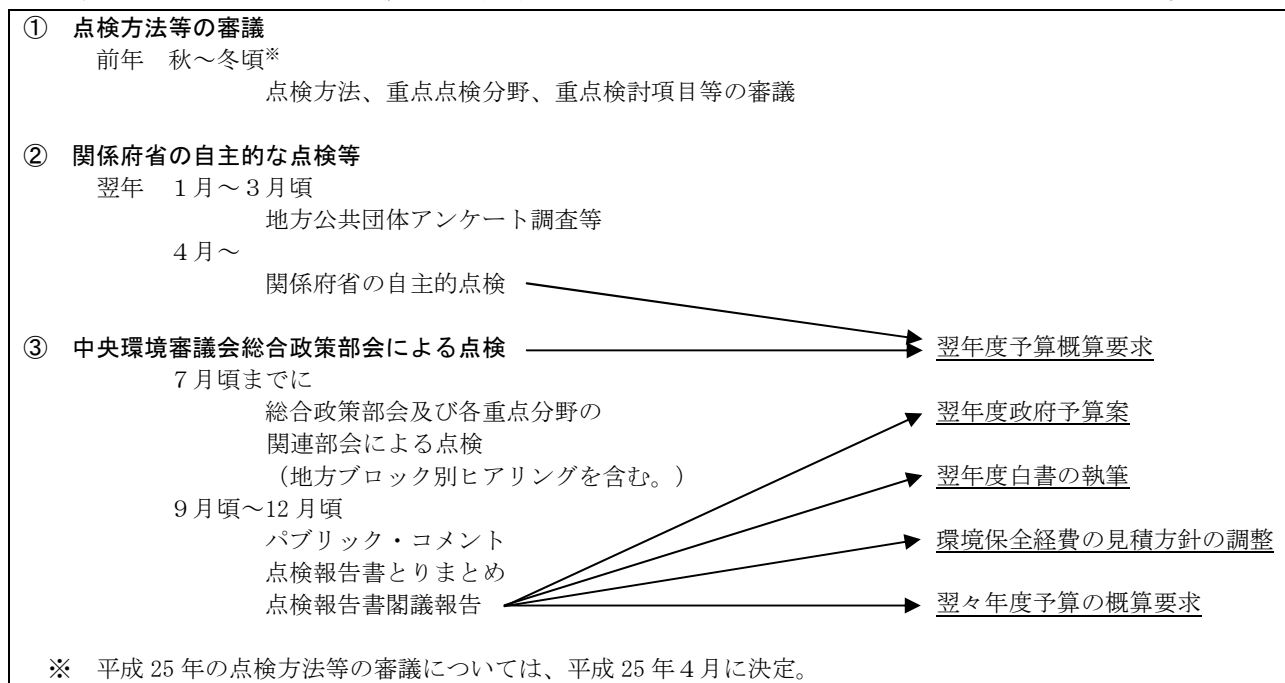 ① 点検方法等の審議
前年 秋～冬頃※
点検方法、重点点検分野、重点検討項目等の審議
② 関係府省の自主的な点検等
翌年 １月～３月頃
地方公共団体アンケート調査等
４月～
関係府省の自主的点検
③ 中央環境審議会総合政策部会による点検 翌年度予算概算要求
７月頃までに
総合政策部会及び各重点分野の 翌年度政府予算案
関連部会による点検
（地方ブロック別ヒアリングを含む。） 翌年度白書の執筆
９月頃～12 月頃
パブリック・コメント 環境保全経費の見積方針の調整
点検報告書とりまとめ
点検報告書閣議報告 翌々年度予算の概算要求
※ 平成 25 年の点検方法等の審議については、平成 25 年４月に決定。